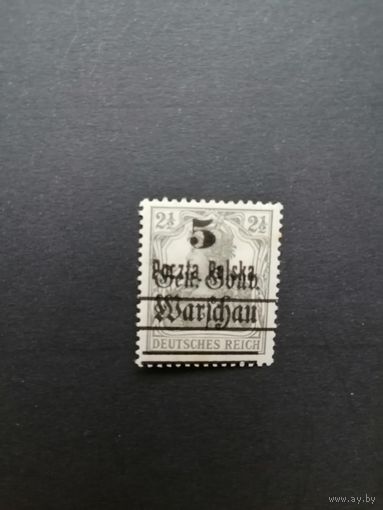 2½ 5 2½
Poczta Polska
Gen.-Gouv.
Warschau
DEUTSCHES REICH
www.ay.by